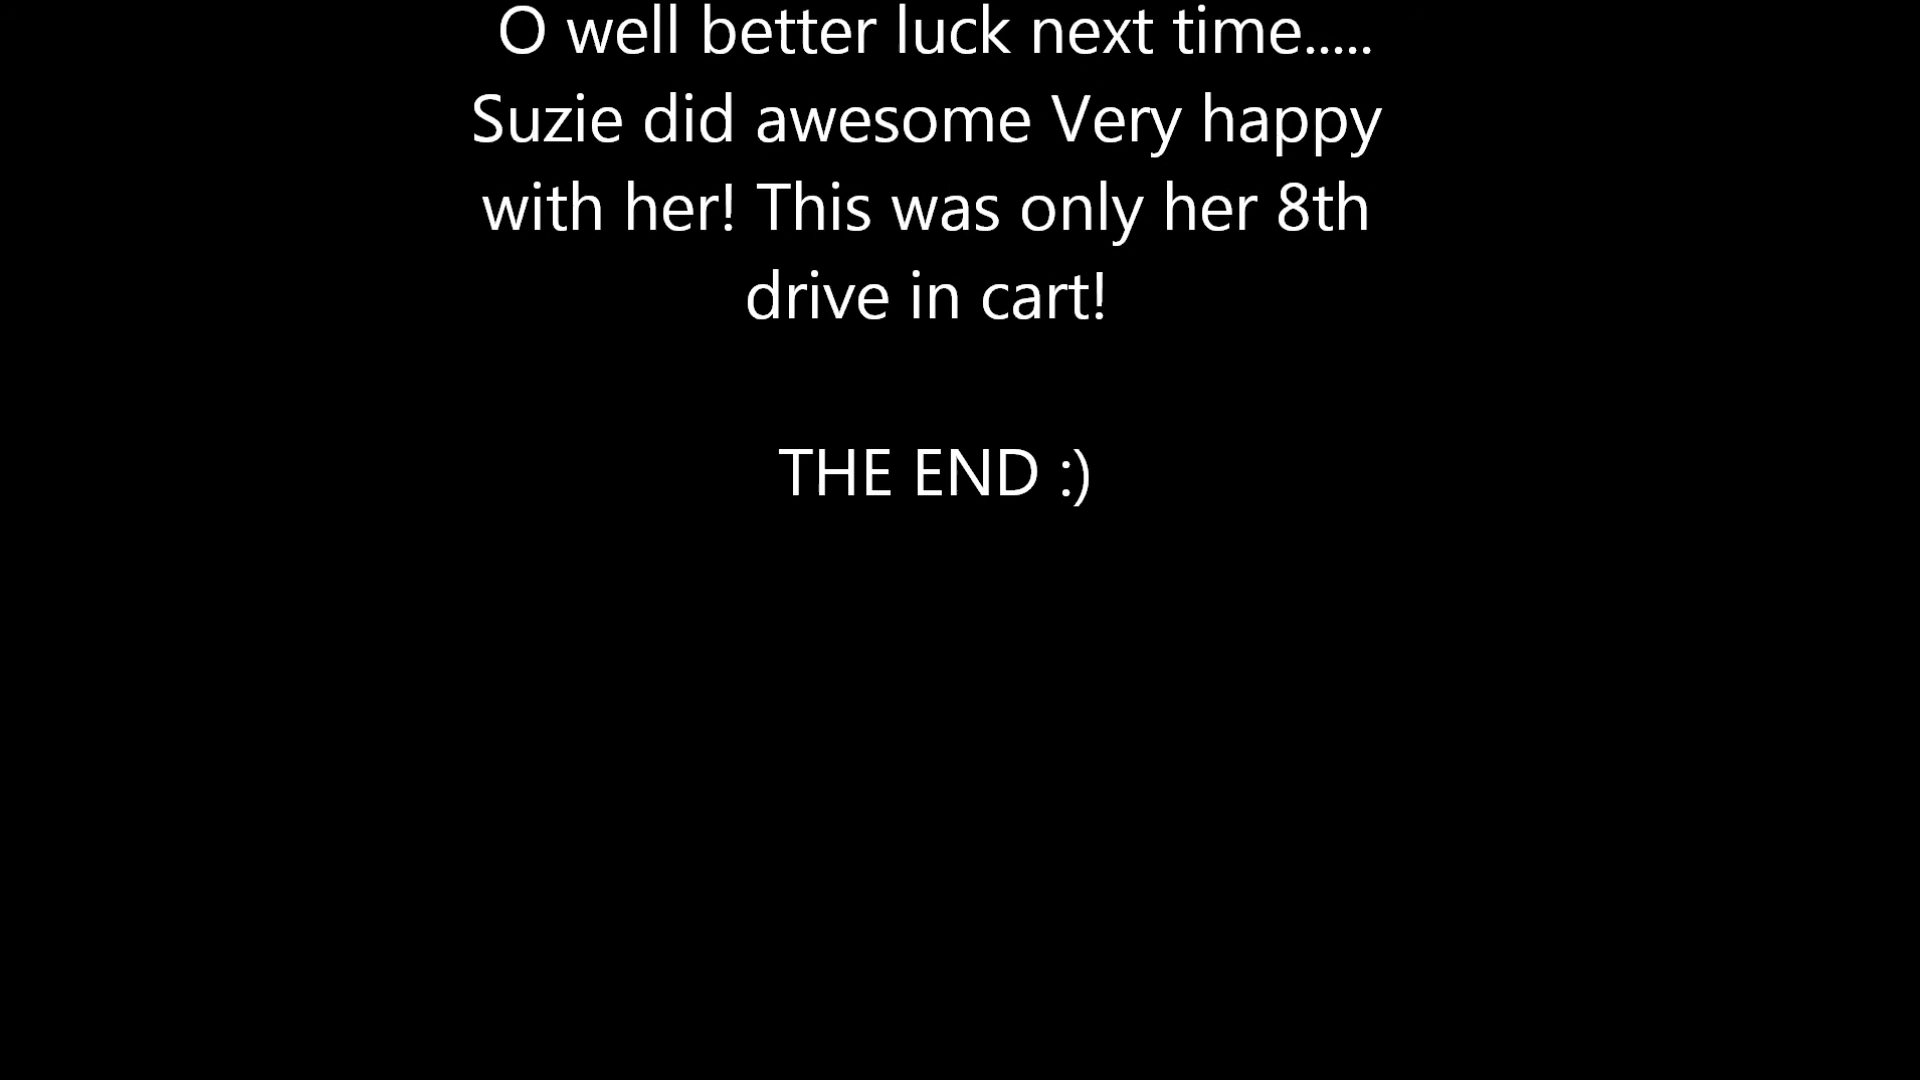 O well better luck next time.....
Suzie did awesome Very happy
with her! This was only her 8th
drive in cart!
THE END :)